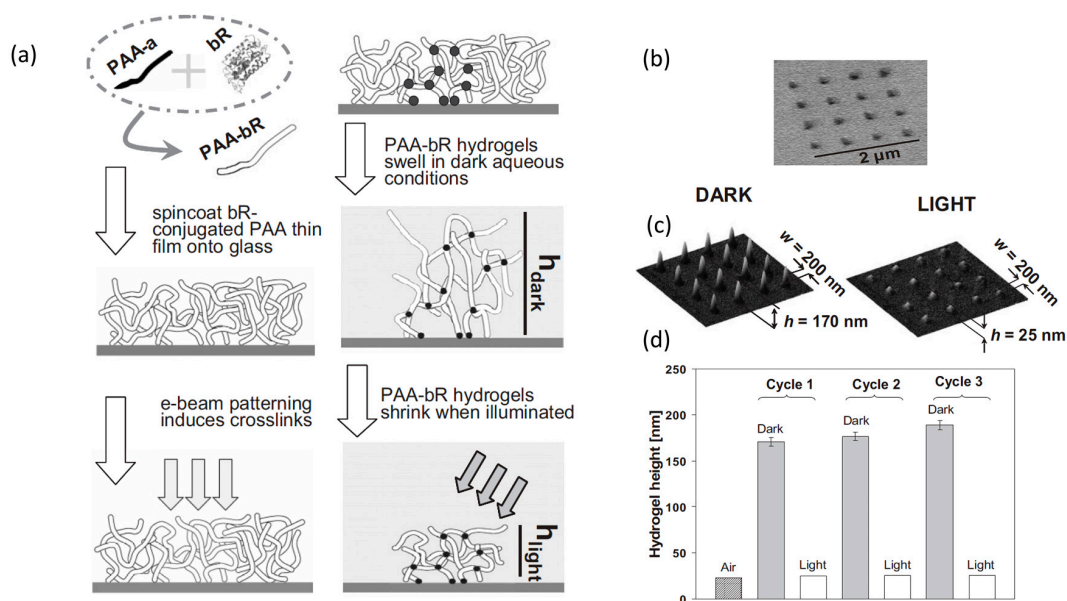 (a)
PAA-a
bR
PAA-bR
spincoat bR-
conjugated PAA thin
film onto glass
e-beam patterning
induces crosslinks
PAA-bR hydrogels
swell in dark aqueous
conditions
hdark
PAA-bR hydrogels
shrink when illuminated
hlight
(b)
2 µm
DARK
LIGHT
(c)
w = 200 nm
h = 170 nm
w = 200 nm
h = 25 nm
(d)
250
200
150
100
50
0
Hydrogel height [nm]
Cycle 1
Cycle 2
Cycle 3
Air
Dark
Light
Dark
Light
Dark
Light